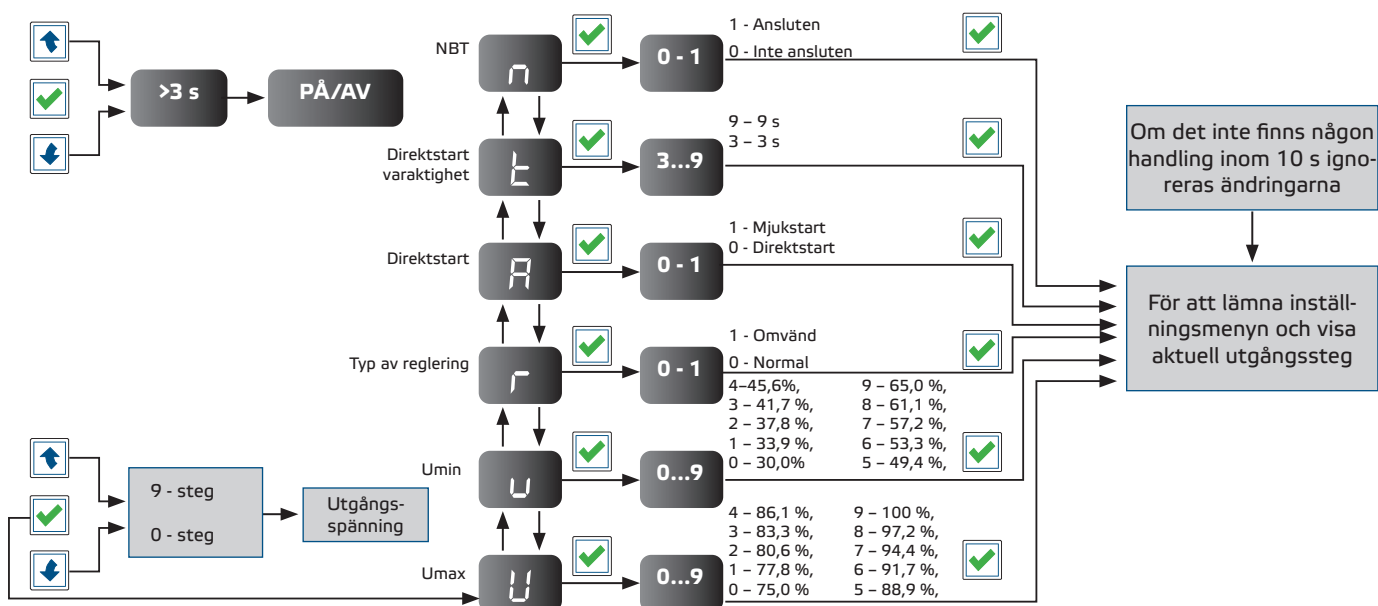 >3 s
PÅ/AV
NBT
n
0 - 1
1 - Ansluten
0 - Inte ansluten
Direktstart
varaktighet
t
3...9
9 – 9 s
3 – 3 s
Direktstart
A
0 - 1
1 - Mjukstart
0 - Direktstart
Typ av reglering
r
0 - 1
1 - Omvänd
0 - Normal
Umin
u
0...9
4–45,6%,
3 – 41,7 %,
2 – 37,8 %,
1 – 33,9 %,
0 – 30,0%
9 – 65,0 %,
8 – 61,1 %,
7 – 57,2 %,
6 – 53,3 %,
5 – 49,4 %,
Umax
U
0...9
4 – 86,1 %,
3 – 83,3 %,
2 – 80,6 %,
1 – 77,8 %,
0 – 75,0 %
9 – 100 %,
8 – 97,2 %,
7 – 94,4 %,
6 – 91,7 %,
5 – 88,9 %,
9 - steg
0 - steg
Utgångs-
spänning
Om det inte finns någon
handling inom 10 s igno-
reras ändringarna
För att lämna inställ-
ningsmenyn och visa
aktuell utgångssteg